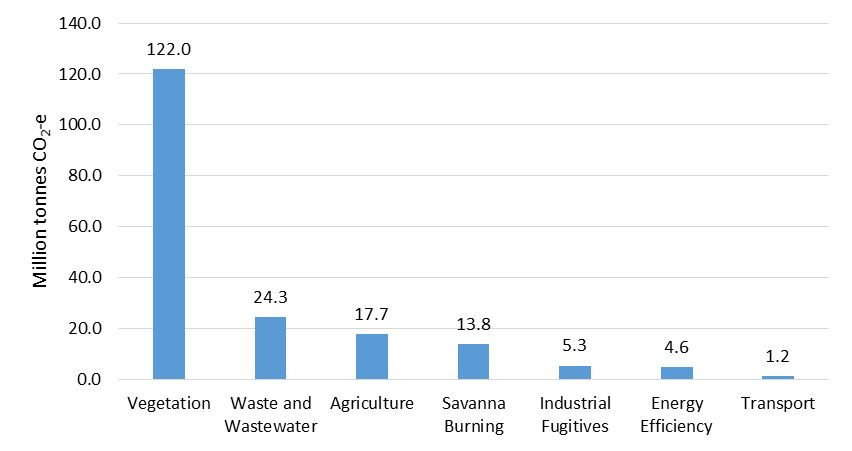 140.0
120.0
100.0
80.0
60.0
40.0
20.0
0.0
Million tonnes CO₂-e
122.0
24.3
17.7
13.8
5.3
4.6
1.2
Vegetation
Waste and
Wastewater
Agriculture
Savanna
Burning
Industrial
Fugitives
Energy
Efficiency
Transport